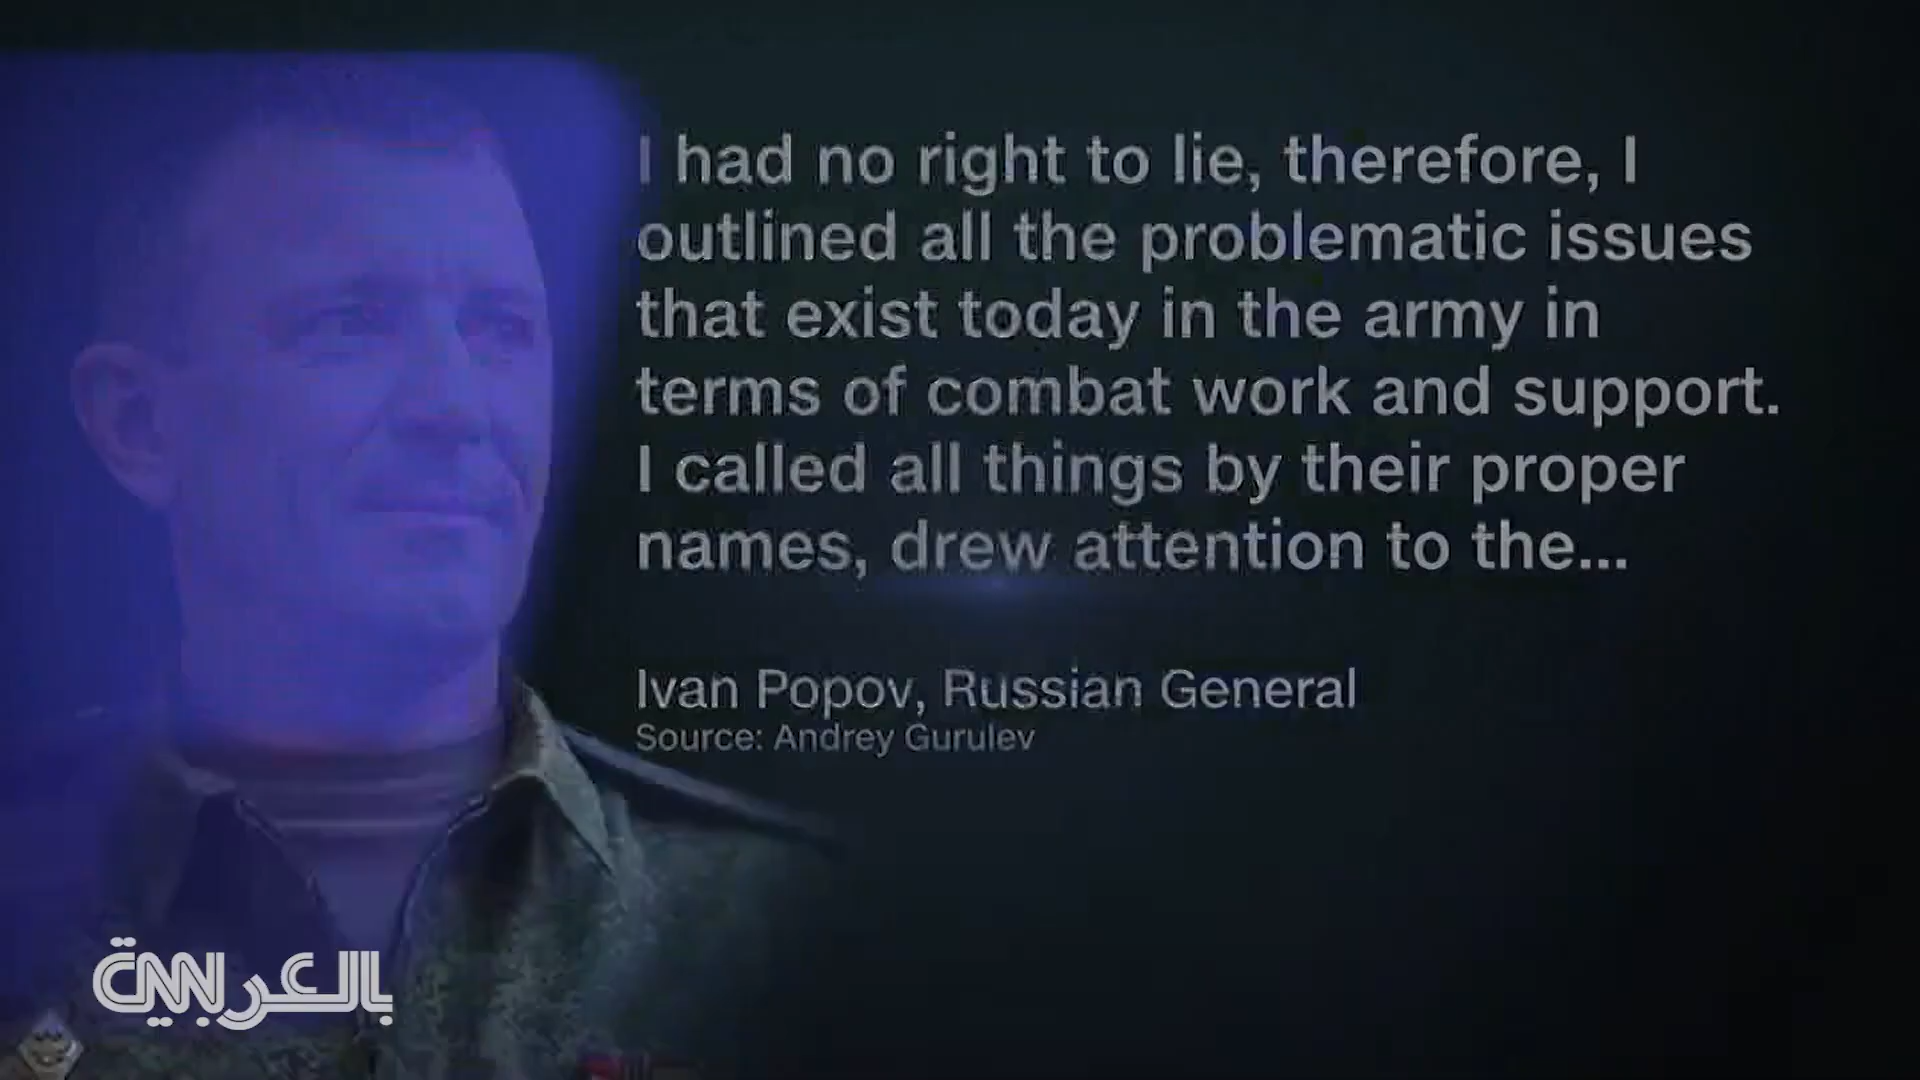 I had no right to lie, therefore, I
outlined all the problematic issues
that exist today in the army in
terms of combat work and support.
I called all things by their proper
names, drew attention to the...
Ivan Popov, Russian General
Source: Andrey Gurulev
CNN بالعربية